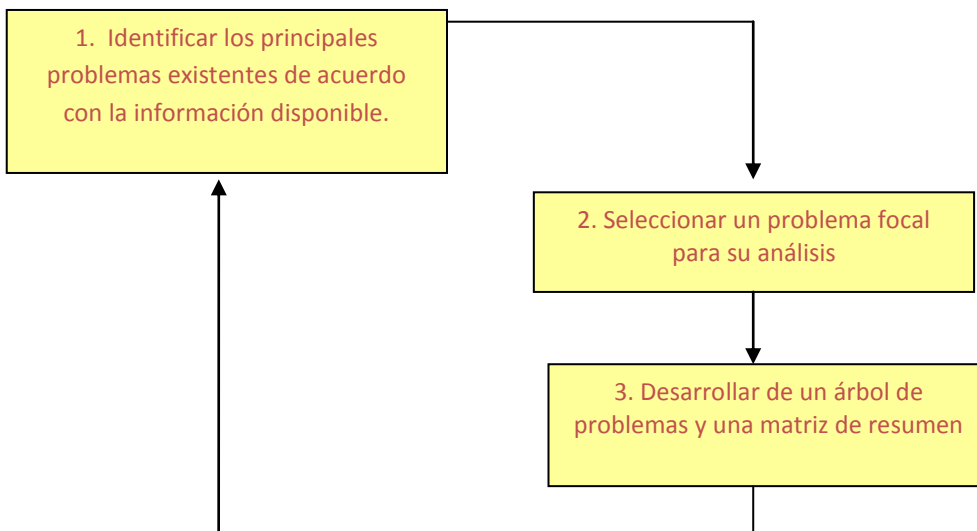 1. Identificar los principales
problemas existentes de acuerdo
con la información disponible.
2. Seleccionar un problema focal
para su análisis
3. Desarrollar de un árbol de
problemas y una matriz de resumen